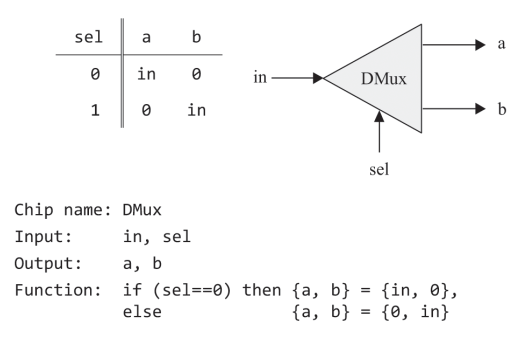 sel a b
0 in 0
1 0 in
in DMux a
b
sel
Chip name: DMux
Input: in, sel
Output: a, b
Function: if (sel==0) then {a, b} = {in, 0},
else {a, b} = {0, in}